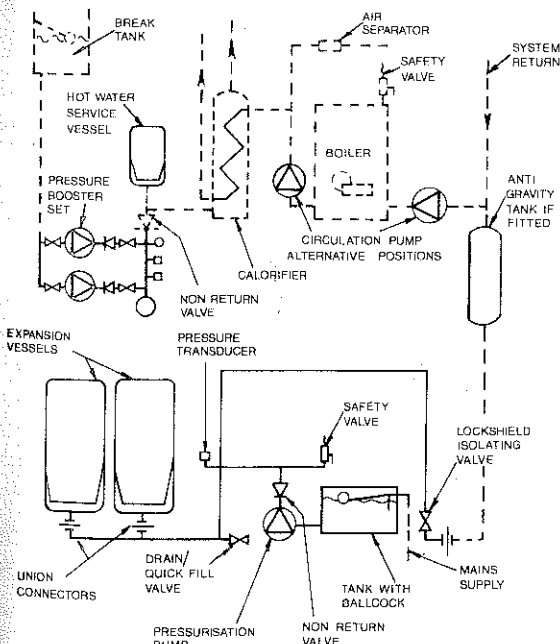 BREAK
TANK
AIR
SEPARATOR
SAFETY
VALVE
SYSTEM
RETURN
HOT WATER
SERVICE
VESSEL
BOILER
PRESSURE
BOOSTER
SET
ANTI
GRAVITY
TANK IF
FITTED
CIRCULATION PUMP
ALTERNATIVE POSITIONS
CALORIFIER
NON RETURN
VALVE
EXPANSION
VESSELS
PRESSURE
TRANSDUCER
SAFETY
VALVE
LOCKSHIELD
ISOLATING
VALVE
UNION
CONNECTORS
DRAIN/
QUICK FILL
VALVE
TANK WITH
BALLCOCK
MAINS
SUPPLY
PRESSURISATION
PUMP
NON RETURN
VALVE